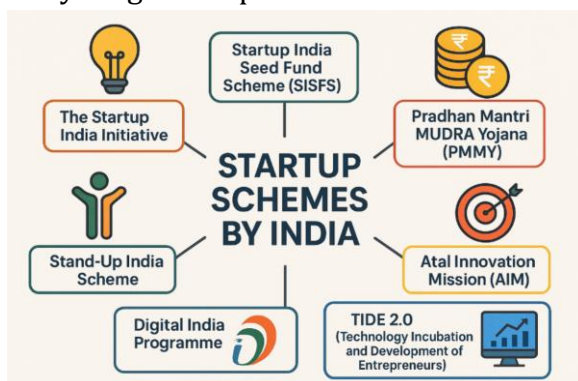 Startup India
Seed Fund
Scheme (SISFS)
The Startup
India Initiative
Pradhan Mantri
MUDRA Yojana
(PMMY)
STARTUP
SCHEMES
BY INDIA
Stand-Up India
Scheme
Atal Innovation
Mission (AIM)
Digital India
Programme
TIDE 2.0
(Technology Incubation
and Development of
Entrepreneurs)